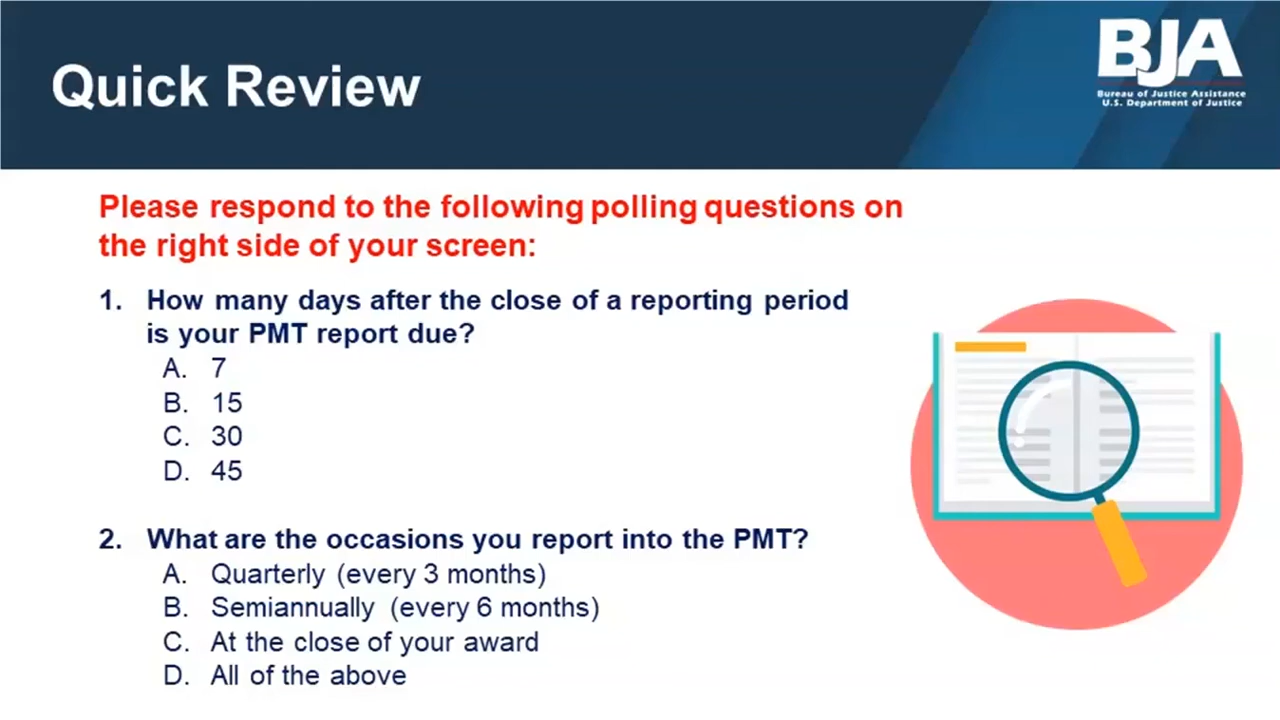 Quick Review
BJA
Bureau of Justice Assistance
U.S. Department of Justice
Please respond to the following polling questions on
the right side of your screen:
1. How many days after the close of a reporting period
is your PMT report due?
A. 7
B. 15
C. 30
D. 45
2. What are the occasions you report into the PMT?
A. Quarterly (every 3 months)
B. Semiannually (every 6 months)
C. At the close of your award
D. All of the above